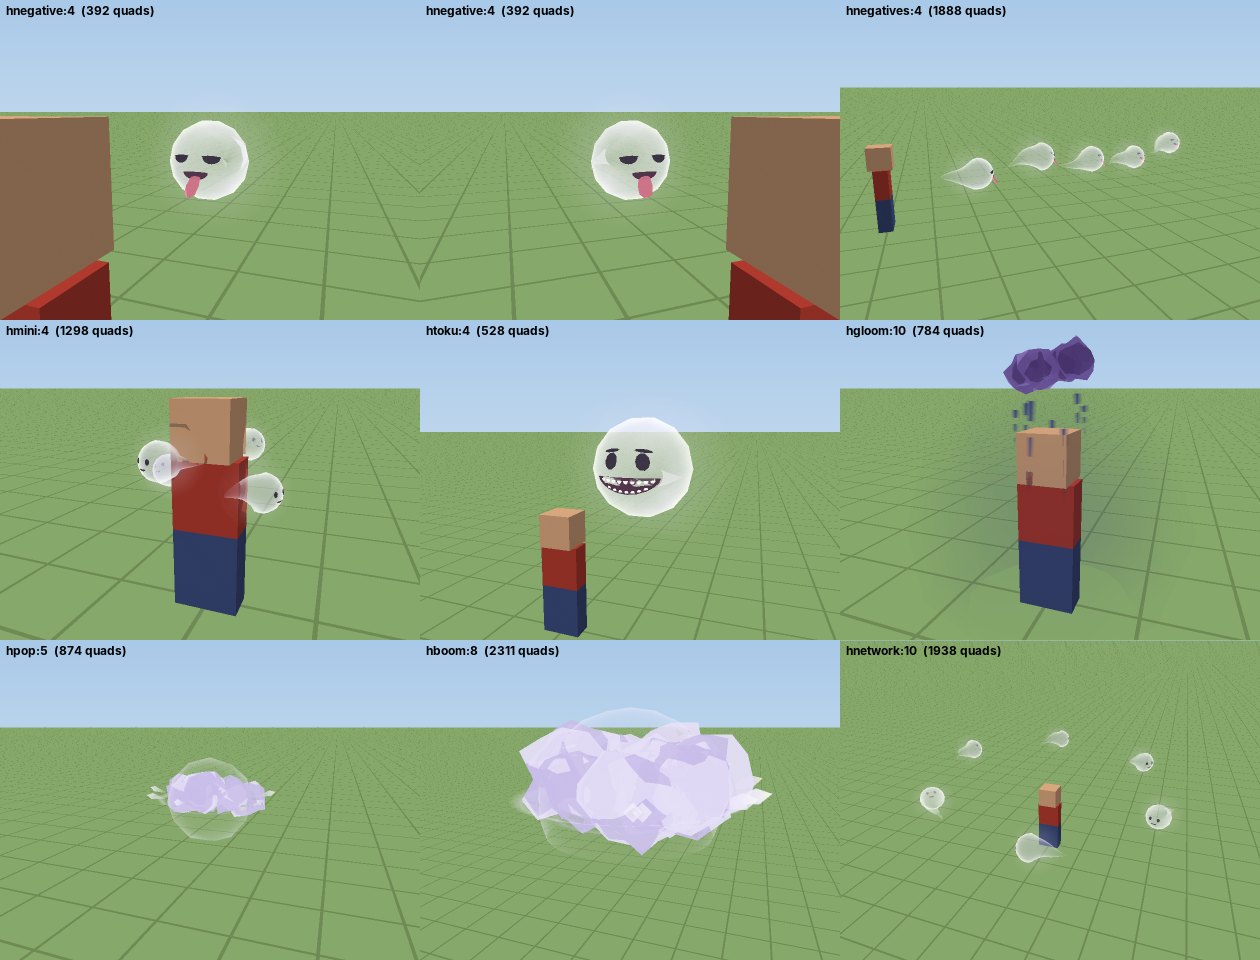 hnegative:4 (392 quads)
hnegative:4 (392 quads)
hnegatives:4 (1888 quads)
hmini:4 (1298 quads)
htoku:4 (528 quads)
hgloom:10 (784 quads)
hpop:5 (874 quads)
hboom:8 (2311 quads)
hnetwork:10 (1938 quads)